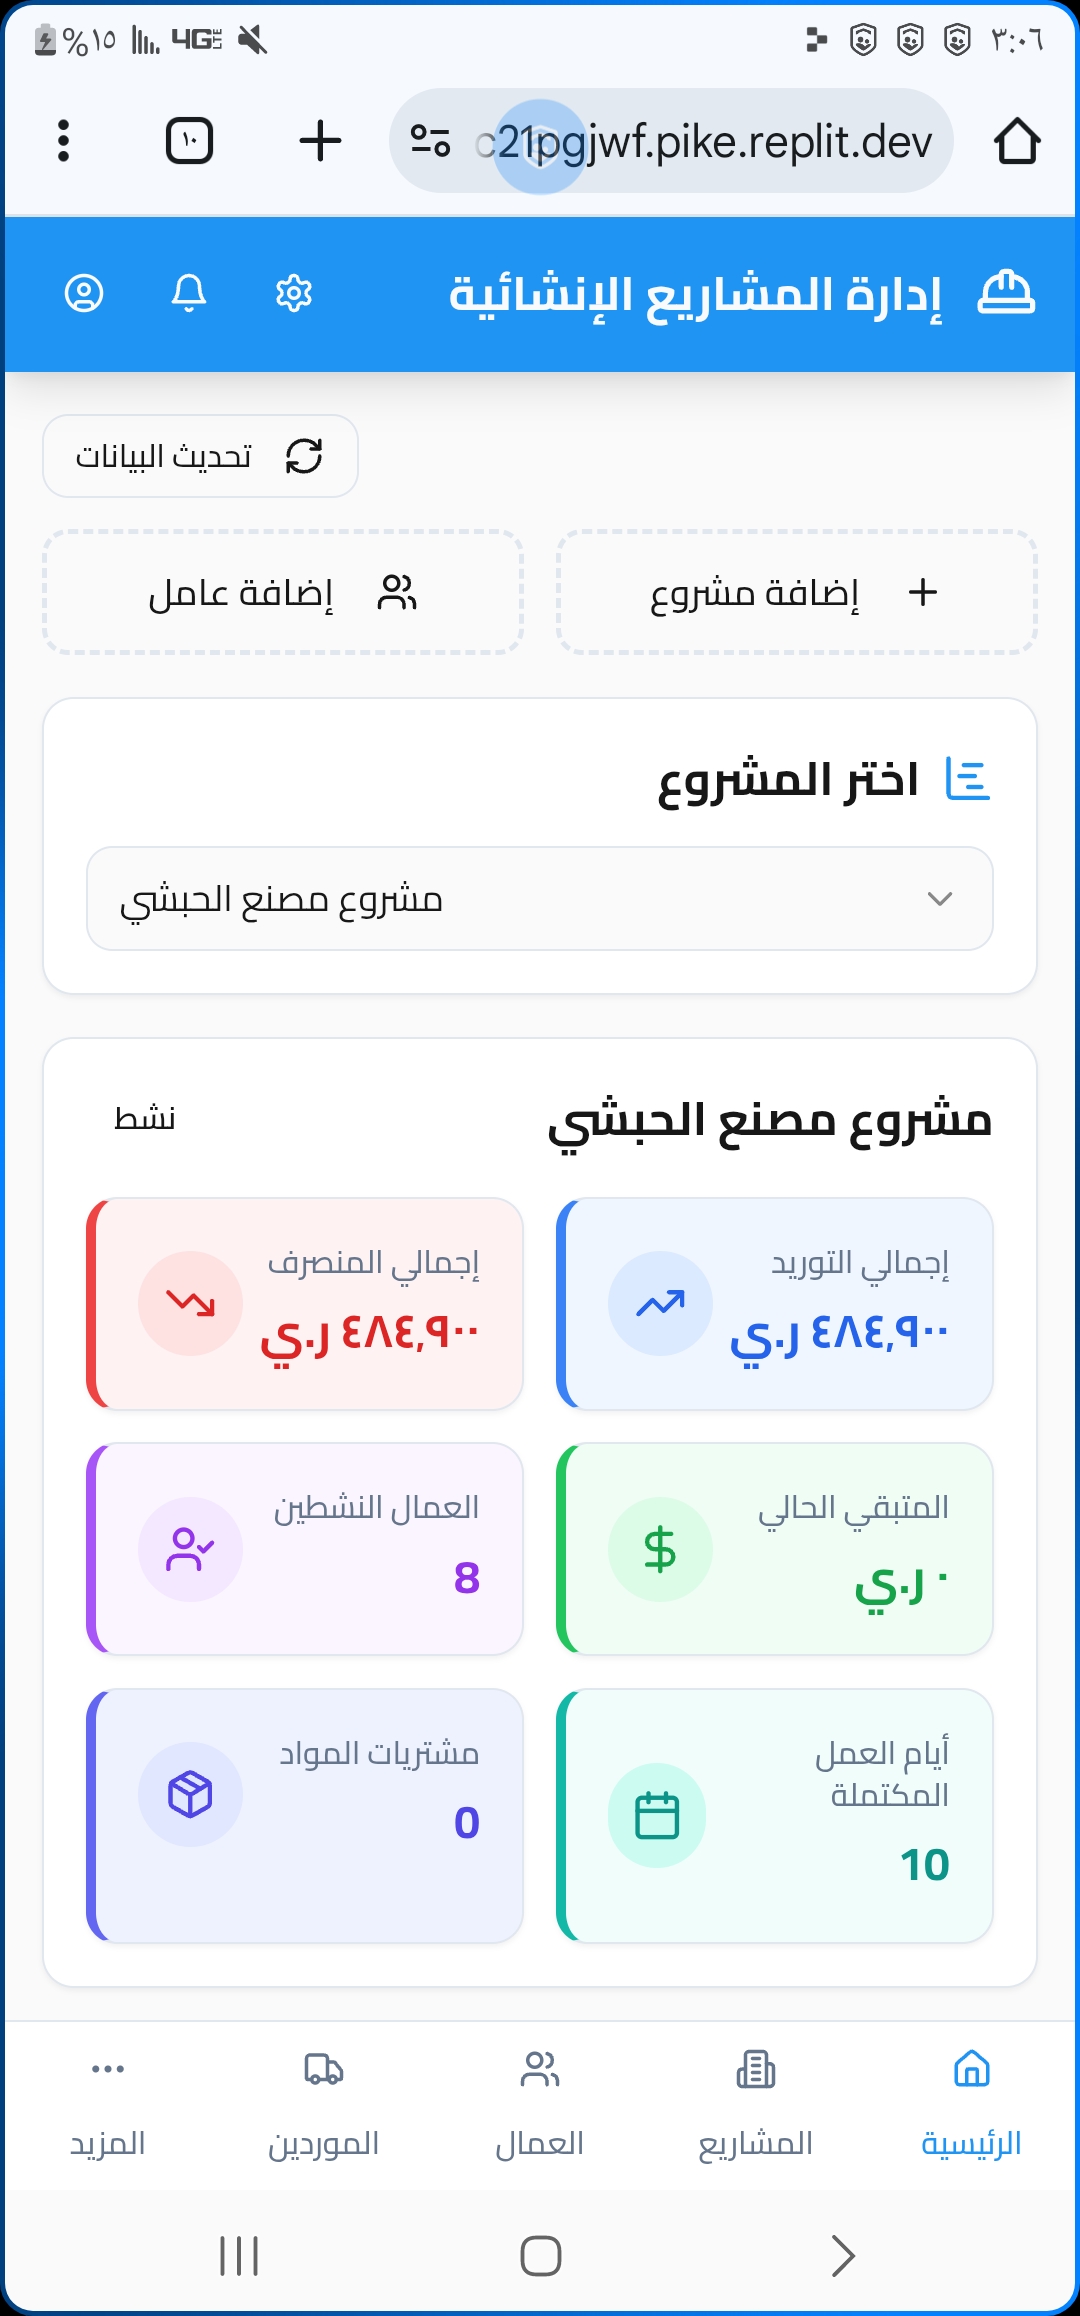 ٣:٠٦
4G LTE
%١٥
c21pgjwf.pike.replit.dev
١٠
إدارة المشاريع الإنشائية
تحديث البيانات
إضافة مشروع
إضافة عامل
اختر المشروع
مشروع مصنع الحبشي
مشروع مصنع الحبشي
نشط
إجمالي التوريد
٤٨٤,٩٠٠ ر.ي
إجمالي المنصرف
٤٨٤,٩٠٠ ر.ي
المتبقي الحالي
٠ ر.ي
العمال النشطين
8
أيام العمل
المكتملة
10
مشتريات المواد
0
الرئيسية
المشاريع
العمال
الموردين
المزيد